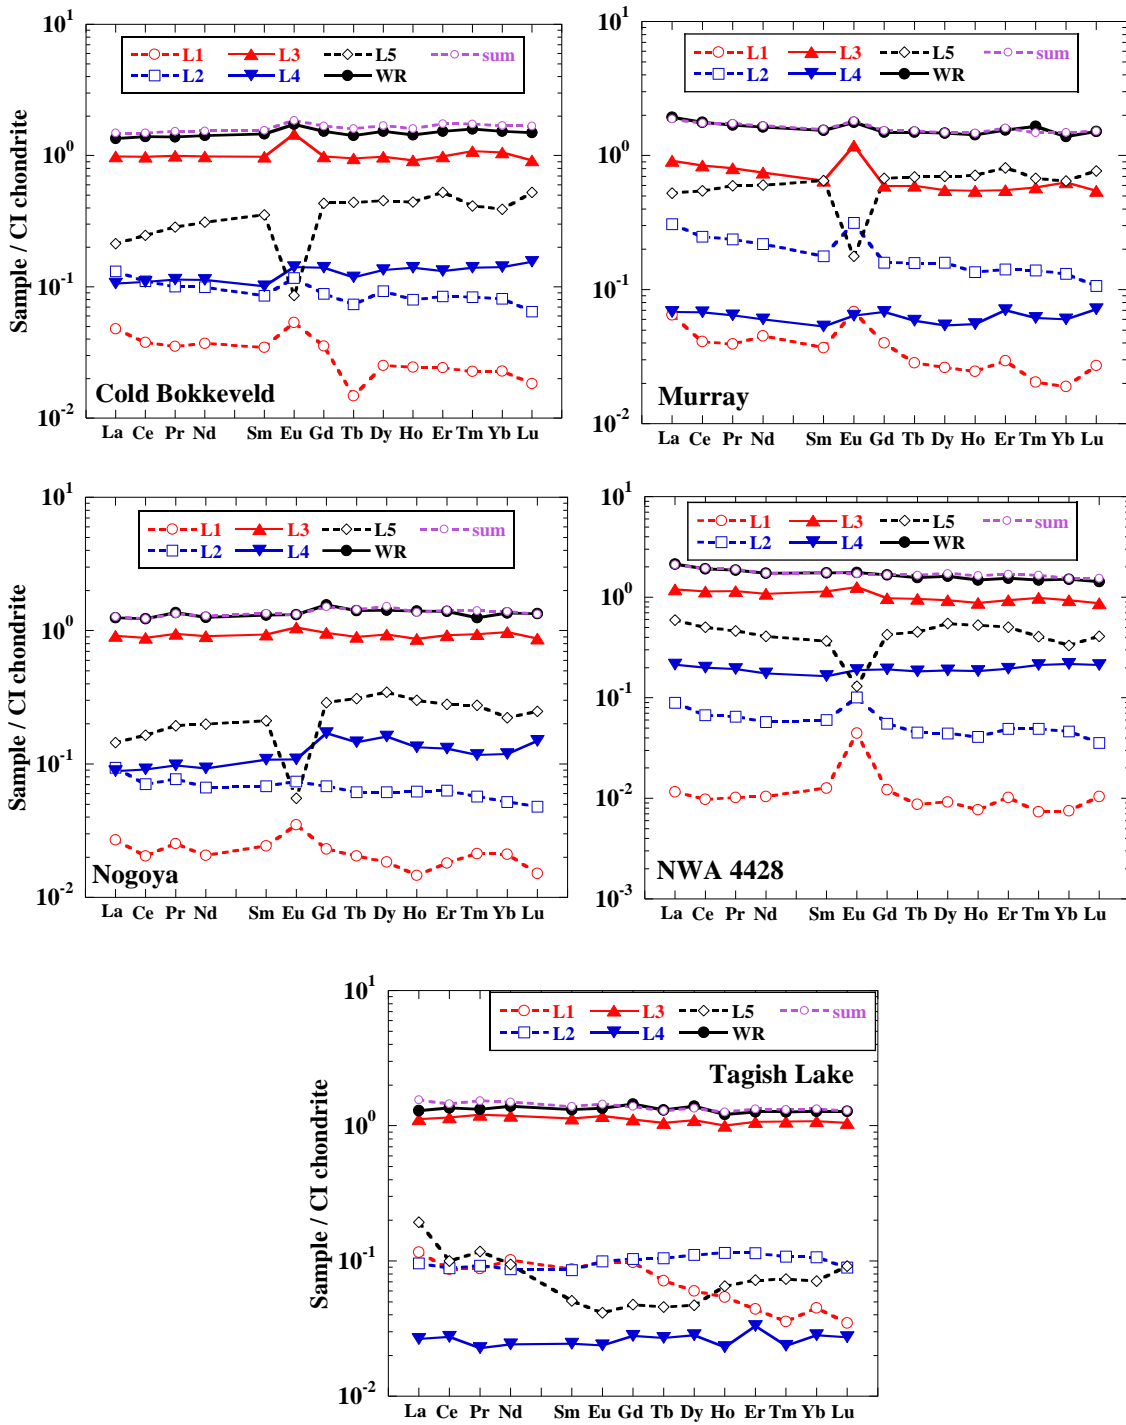 10^1
L1 L3 L5 sum
L2 L4 WR
10^0
Sample / CI chondrite
10^-1
Cold Bokkeveld
10^-2
La Ce Pr Nd Sm Eu Gd Tb Dy Ho Er Tm Yb Lu
10^1
L1 L3 L5 sum
L2 L4 WR
10^0
10^-1
Murray
10^-2
La Ce Pr Nd Sm Eu Gd Tb Dy Ho Er Tm Yb Lu
10^1
L1 L3 L5 sum
L2 L4 WR
10^0
Sample / CI chondrite
10^-1
Nogoya
10^-2
La Ce Pr Nd Sm Eu Gd Tb Dy Ho Er Tm Yb Lu
10^1
L1 L3 L5 sum
L2 L4 WR
10^0
10^-1
10^-2
NWA 4428
10^-3
La Ce Pr Nd Sm Eu Gd Tb Dy Ho Er Tm Yb Lu
10^1
L1 L3 L5 sum
L2 L4 WR
Tagish Lake
10^0
Sample / CI chondrite
10^-1
10^-2
La Ce Pr Nd Sm Eu Gd Tb Dy Ho Er Tm Yb Lu